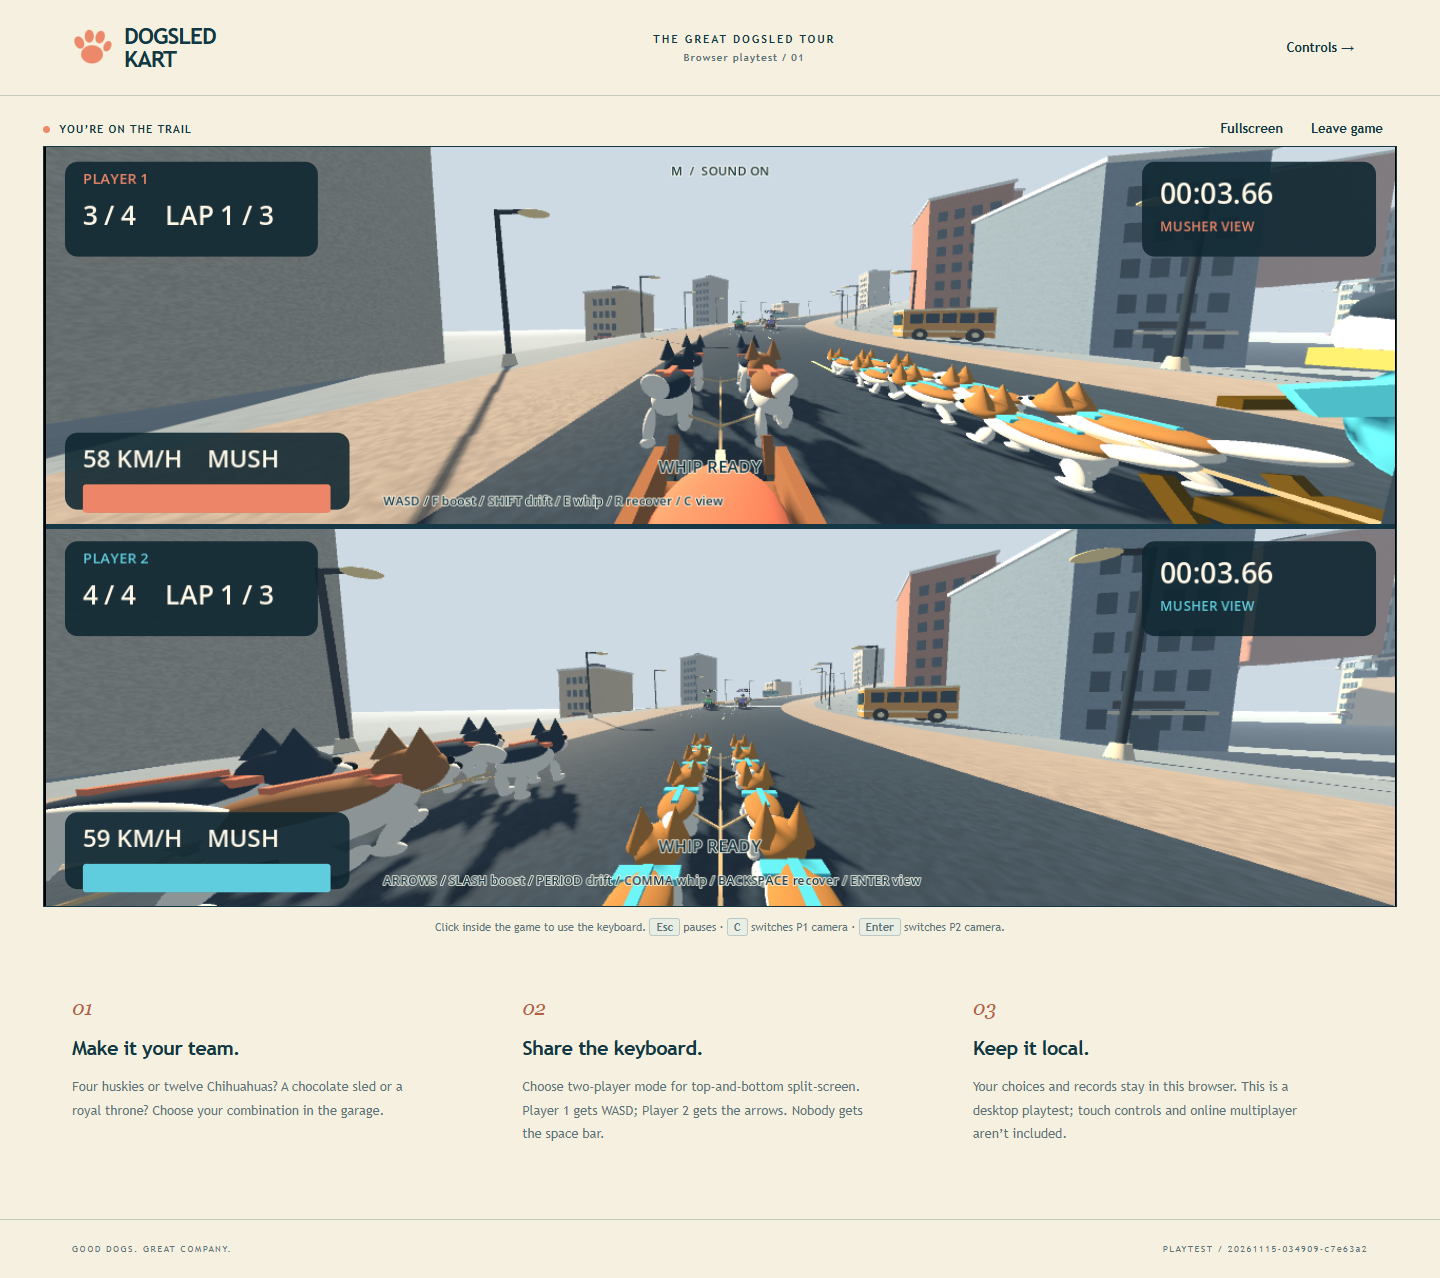 DOGSLED
KART
THE GREAT DOGSLED TOUR
Browser playtest / 01
Controls →
YOU'RE ON THE TRAIL
Fullscreen
Leave game
PLAYER 1
3 / 4 LAP 1 / 3
M / SOUND ON
00:03.66
MUSHER VIEW
58 KM/H MUSH
WHIP READY
WASD / F boost / SHIFT drift / E whip / R recover / C view
PLAYER 2
4 / 4 LAP 1 / 3
00:03.66
MUSHER VIEW
59 KM/H MUSH
WHIP READY
ARROWS / SLASH boost / PERIOD drift / COMMA whip / BACKSPACE recover / ENTER view
Click inside the game to use the keyboard. Esc pauses · C switches P1 camera · Enter switches P2 camera.
01
Make it your team.
Four huskies or twelve Chihuahuas? A chocolate sled or a
royal throne? Choose your combination in the garage.
02
Share the keyboard.
Choose two-player mode for top-and-bottom split-screen.
Player 1 gets WASD; Player 2 gets the arrows. Nobody gets
the space bar.
03
Keep it local.
Your choices and records stay in this browser. This is a
desktop playtest; touch controls and online multiplayer
aren't included.
GOOD DOGS. GREAT COMPANY.
PLAYTEST / 20261115-034909-c7e63a2